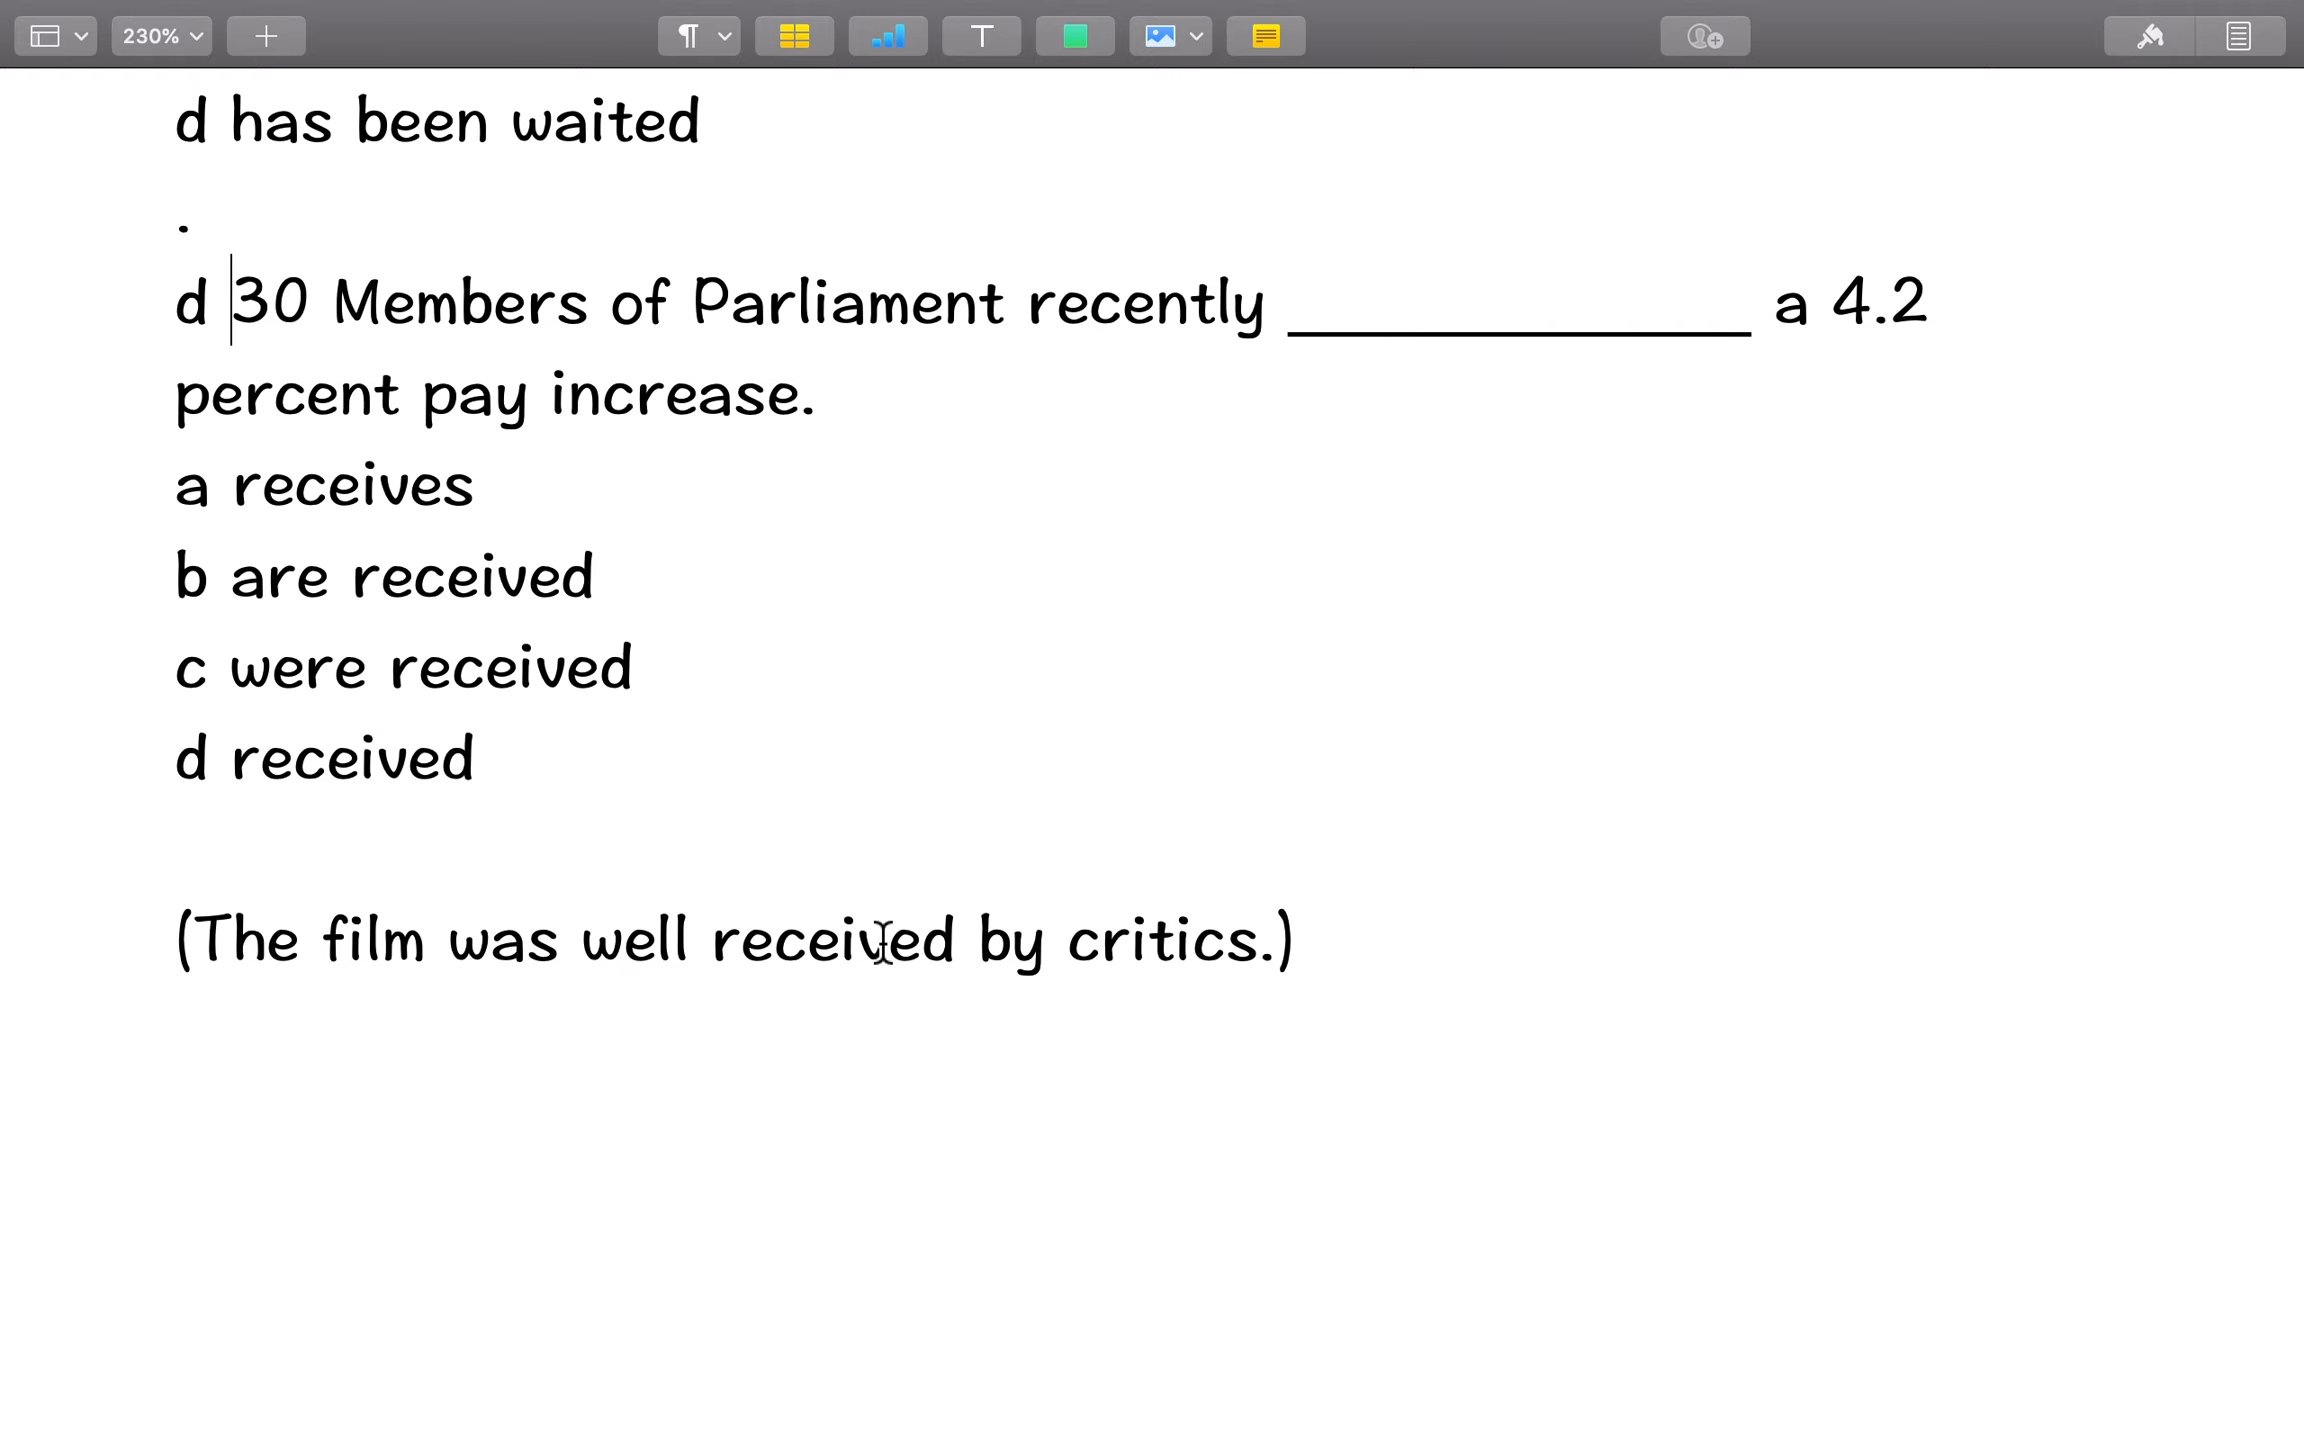 230%
d has been waited
.
d 30 Members of Parliament recently ______________ a 4.2
percent pay increase.
a receives
b are received
c were received
d received
(The film was well received by critics.)